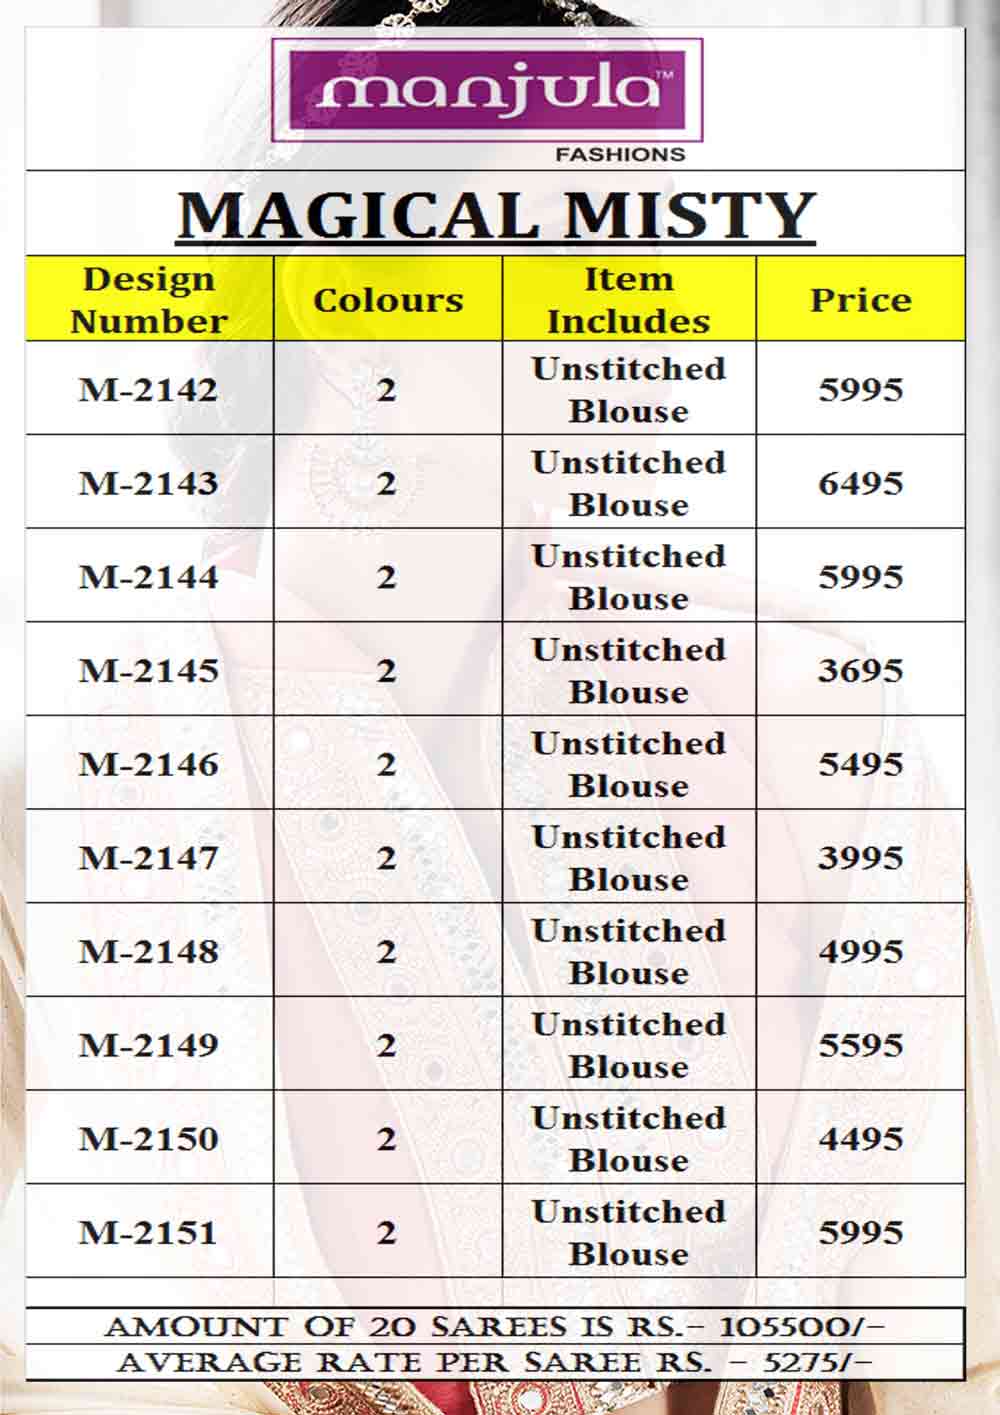 manjula™
FASHIONS
MAGICAL MISTY
Design Number Colours Item Includes Price
M-2142 2 Unstitched Blouse 5995
M-2143 2 Unstitched Blouse 6495
M-2144 2 Unstitched Blouse 5995
M-2145 2 Unstitched Blouse 3695
M-2146 2 Unstitched Blouse 5495
M-2147 2 Unstitched Blouse 3995
M-2148 2 Unstitched Blouse 4995
M-2149 2 Unstitched Blouse 5595
M-2150 2 Unstitched Blouse 4495
M-2151 2 Unstitched Blouse 5995
AMOUNT OF 20 SAREES IS RS.- 105500/-
AVERAGE RATE PER SAREE RS. - 5275/-